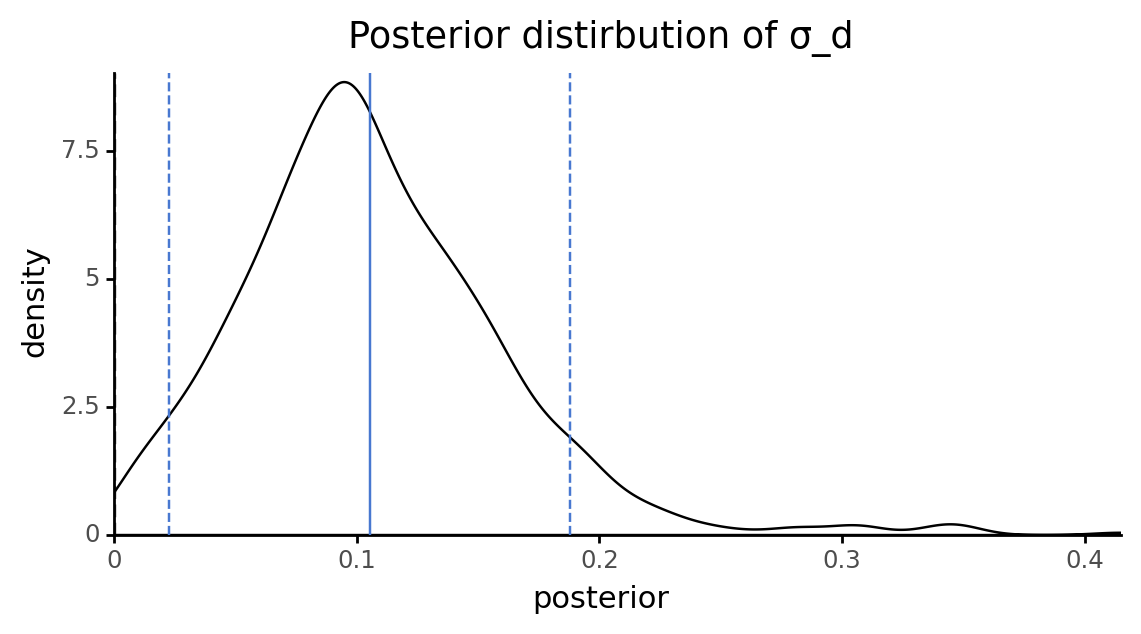 Posterior distirbution of σ_d
density
7.5
5
2.5
0
0 0.1 0.2 0.3 0.4
posterior